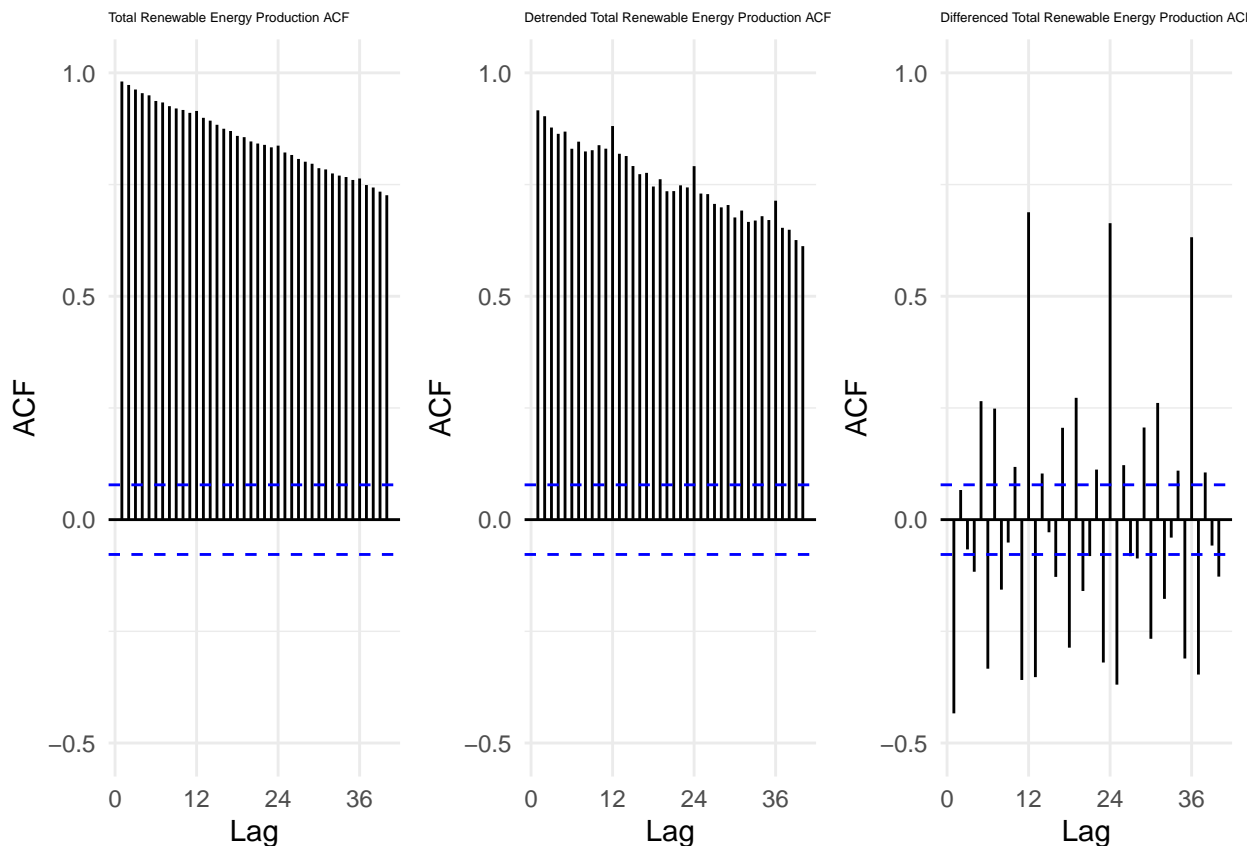 Total Renewable Energy Production ACF
ACF
1.0
0.5
0.0
−0.5
0 12 24 36
Lag
Detrended Total Renewable Energy Production ACF
ACF
1.0
0.5
0.0
−0.5
0 12 24 36
Lag
Differenced Total Renewable Energy Production ACF
ACF
1.0
0.5
0.0
−0.5
0 12 24 36
Lag